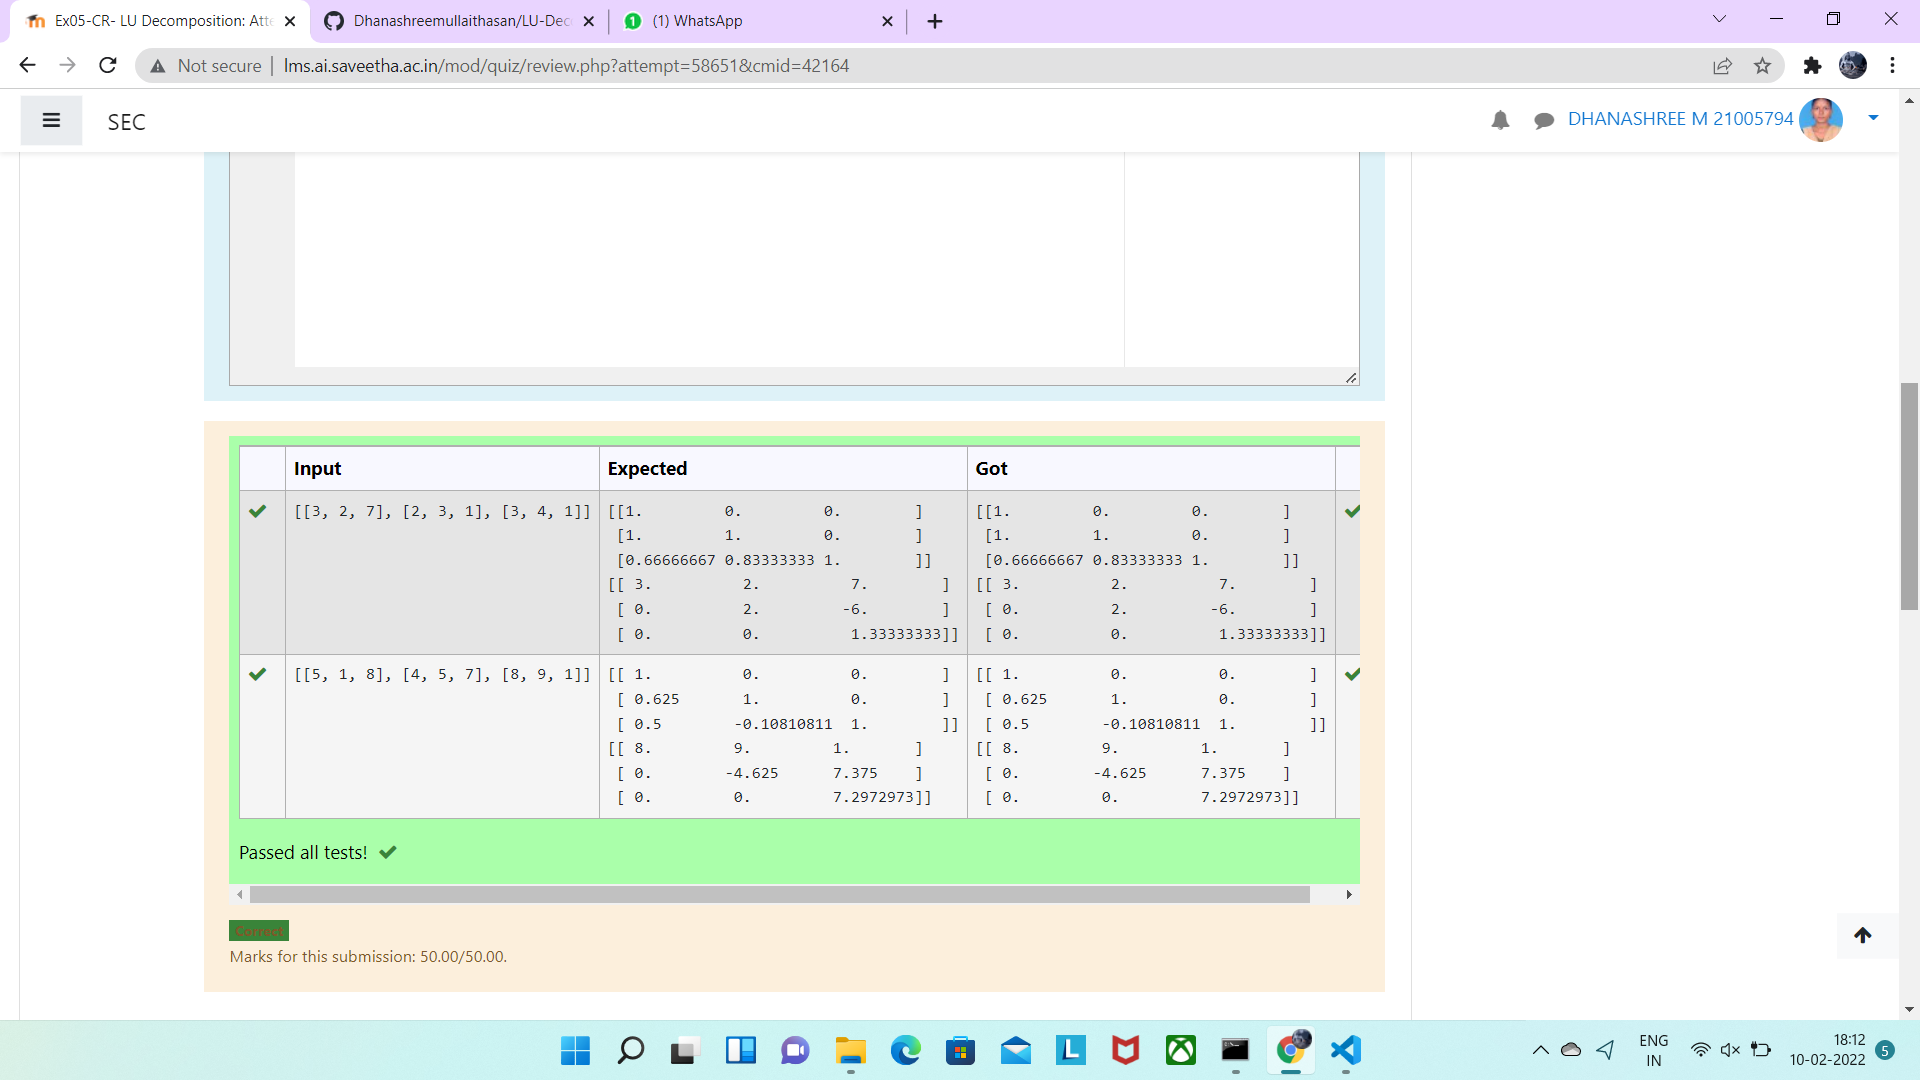 Ex05-CR- LU Decomposition: Atte
Dhanashreemullaithasan/LU-Dec
(1) WhatsApp
Not secure | lms.ai.saveetha.ac.in/mod/quiz/review.php?attempt=58651&cmid=42164
SEC
DHANASHREE M 21005794
Input Expected Got
[[3, 2, 7], [2, 3, 1], [3, 4, 1]] [[1. 0. 0. ] [[1. 0. 0. ]
[1. 1. 0. ] [1. 1. 0. ]
[0.66666667 0.83333333 1. ]] [0.66666667 0.83333333 1. ]]
[[ 3. 2. 7. ] [[ 3. 2. 7. ]
[ 0. 2. -6. ] [ 0. 2. -6. ]
[ 0. 0. 1.33333333]] [ 0. 0. 1.33333333]]
[[5, 1, 8], [4, 5, 7], [8, 9, 1]] [[ 1. 0. 0. ] [[ 1. 0. 0. ]
[ 0.625 1. 0. ] [ 0.625 1. 0. ]
[ 0.5 -0.10810811 1. ]] [ 0.5 -0.10810811 1. ]]
[[ 8. 9. 1. ] [[ 8. 9. 1. ]
[ 0. -4.625 7.375 ] [ 0. -4.625 7.375 ]
[ 0. 0. 7.2972973]] [ 0. 0. 7.2972973]]
Passed all tests!
Correct
Marks for this submission: 50.00/50.00.
ENG
IN
18:12
10-02-2022
5